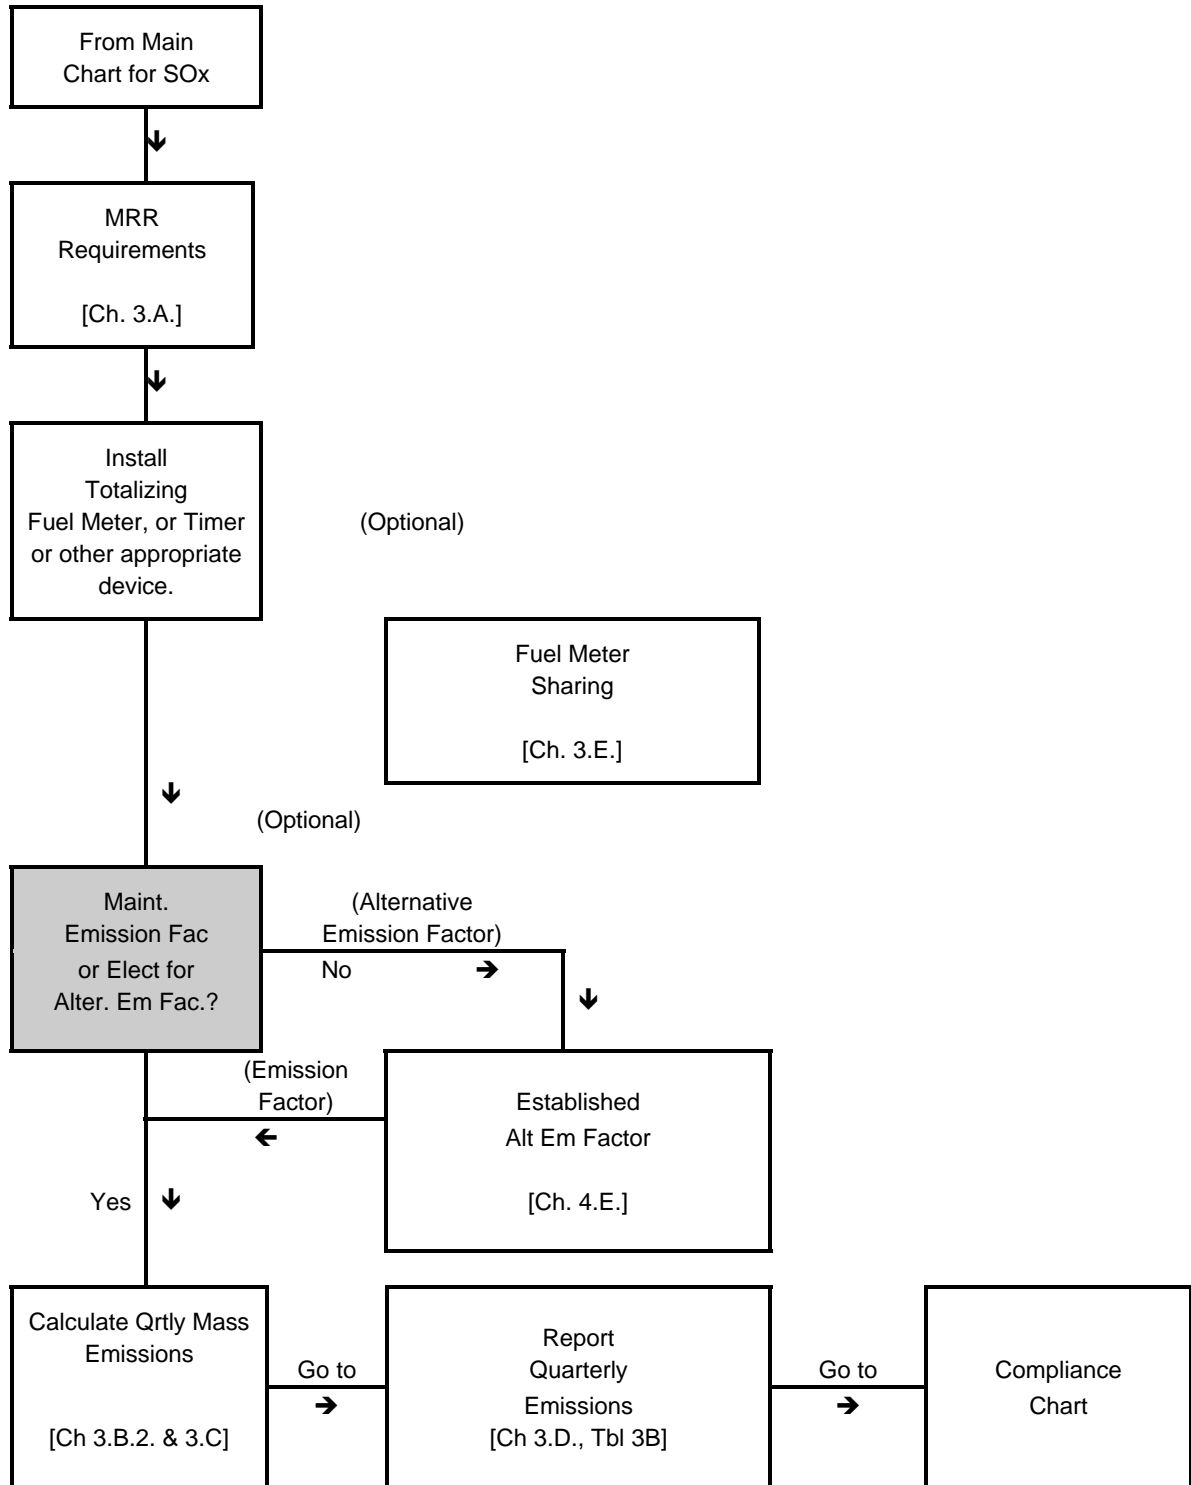 From Main
Chart for SOx
MRR
Requirements
[Ch. 3.A.]
Install
Totalizing
Fuel Meter, or Timer
or other appropriate
device.
(Optional)
Fuel Meter
Sharing
[Ch. 3.E.]
(Optional)
Maint.
Emission Fac
or Elect for
Alter. Em Fac.?
(Alternative
Emission Factor)
No
(Emission
Factor)
Established
Alt Em Factor
[Ch. 4.E.]
Yes
Calculate Qrtly Mass
Emissions
[Ch 3.B.2. & 3.C]
Go to
Report
Quarterly
Emissions
[Ch 3.D., Tbl 3B]
Go to
Compliance
Chart